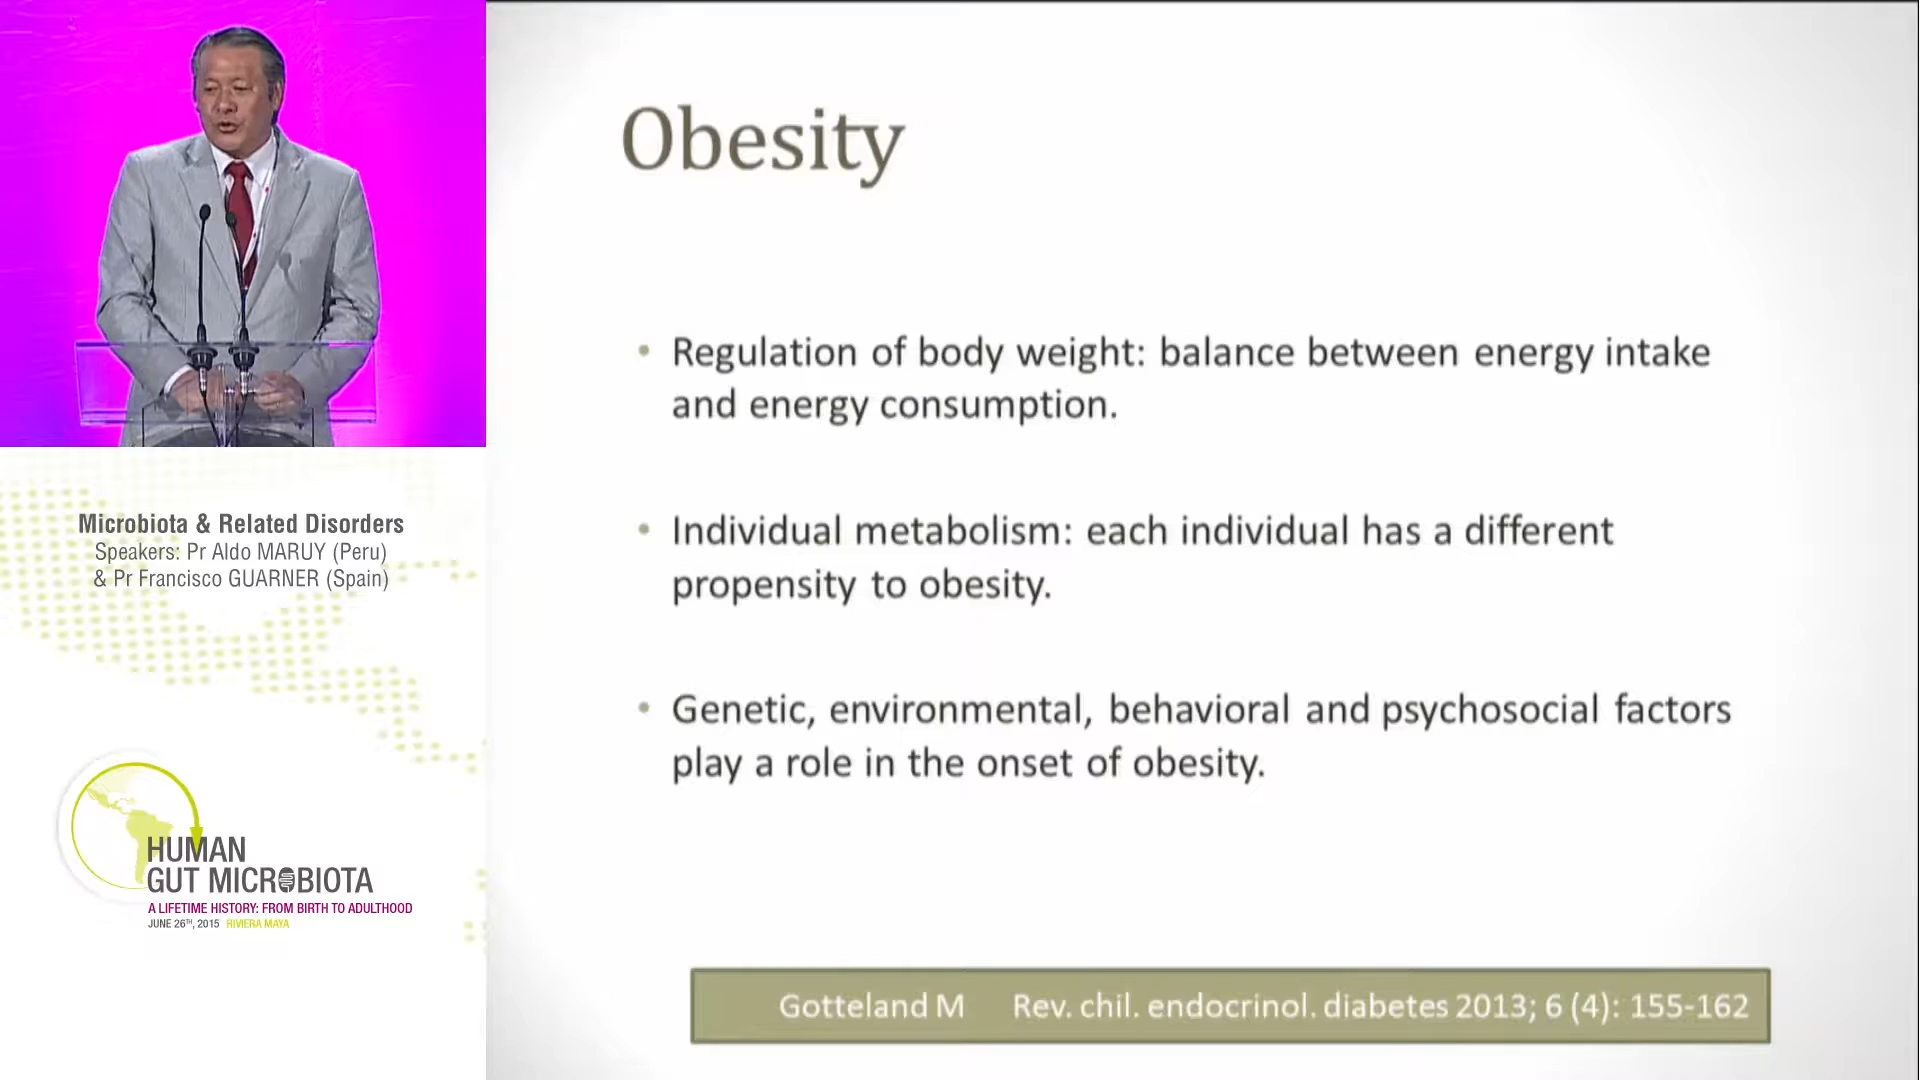 Microbiota & Related Disorders
Speakers: Pr Aldo MARUY (Peru)
& Pr Francisco GUARNER (Spain)
HUMAN
GUT MICROBIOTA
A LIFETIME HISTORY: FROM BIRTH TO ADULTHOOD
JUNE 26TH, 2015 RIVIERA MAYA
Obesity
• Regulation of body weight: balance between energy intake
and energy consumption.
• Individual metabolism: each individual has a different
propensity to obesity.
• Genetic, environmental, behavioral and psychosocial factors
play a role in the onset of obesity.
Gotteland M Rev. chil. endocrinol. diabetes 2013; 6 (4): 155-162